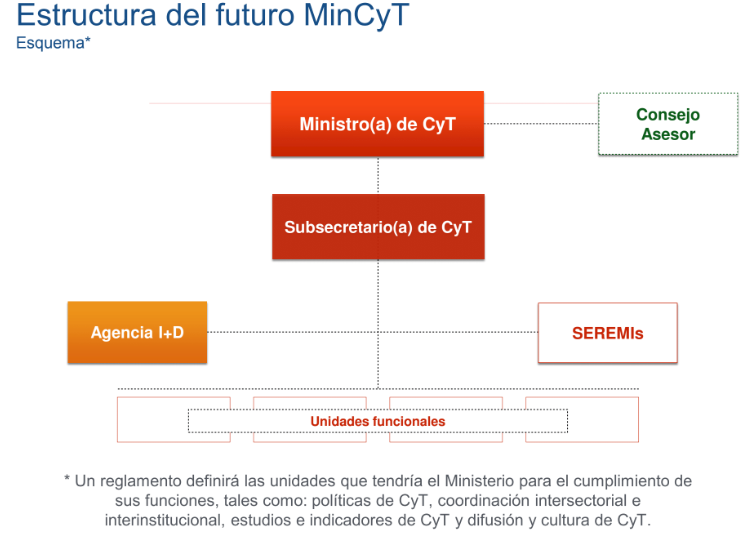 Estructura del futuro MinCyT
Esquema*
Ministro(a) de CyT
Consejo
Asesor
Subsecretario(a) de CyT
Agencia I+D
SEREMIs
Unidades funcionales
* Un reglamento definirá las unidades que tendría el Ministerio para el cumplimiento de
sus funciones, tales como: políticas de CyT, coordinación intersectorial e
interinstitucional, estudios e indicadores de CyT y difusión y cultura de CyT.